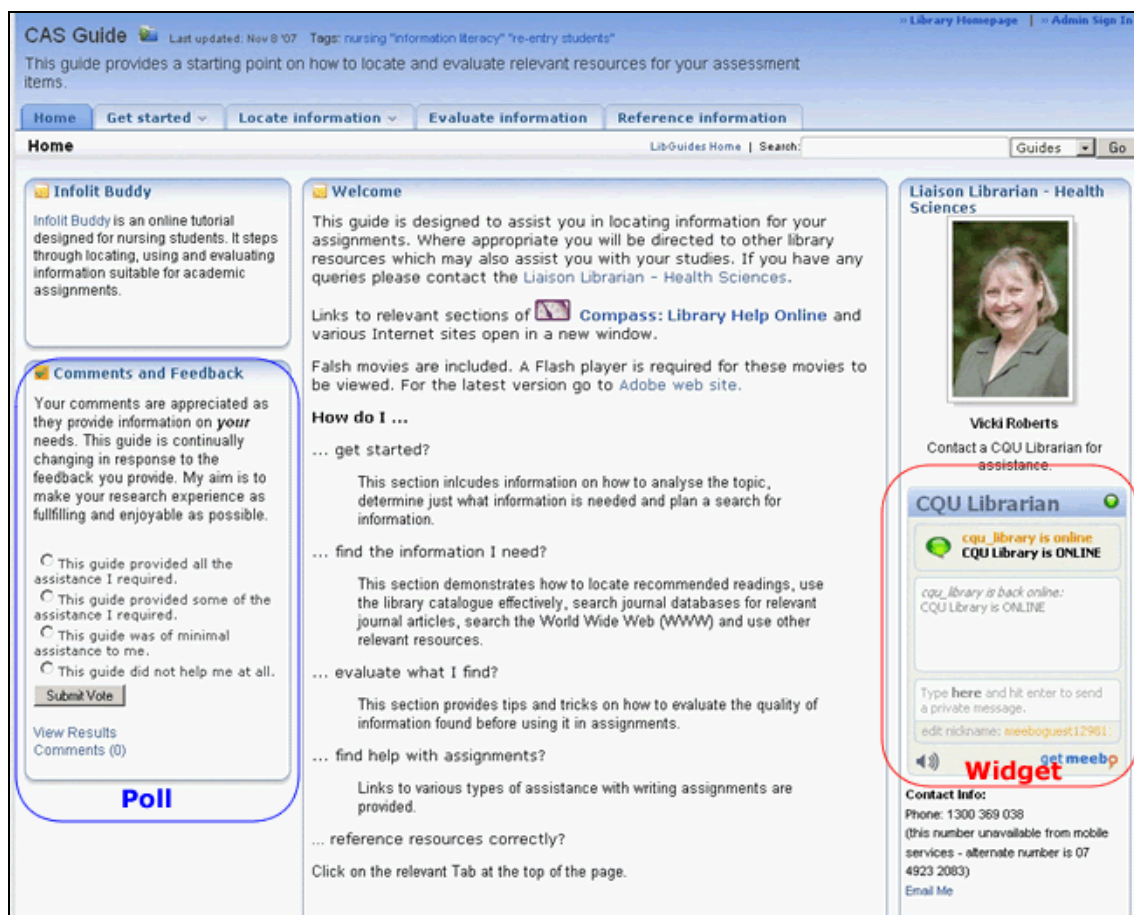 » Library Homepage | » Admin Sign In
CAS Guide Last updated: Nov 8 '07 Tags: nursing "information literacy" "re-entry students"
This guide provides a starting point on how to locate and evaluate relevant resources for your assessment
items.
Home Get started Locate information Evaluate information Reference information
Home LibGuides Home | Search: Guides Go
Infolit Buddy
Infolit Buddy is an online tutorial
designed for nursing students. It steps
through locating, using and evaluating
information suitable for academic
assignments.
Comments and Feedback
Your comments are appreciated as
they provide information on your
needs. This guide is continually
changing in response to the
feedback you provide. My aim is to
make your research experience as
fullfilling and enjoyable as possible.
This guide provided all the
assistance I required.
This guide provided some of the
assistance I required.
This guide was of minimal
assistance to me.
This guide did not help me at all.
Submit Vote
View Results
Comments (0)
Poll
Welcome
This guide is designed to assist you in locating information for your
assignments. Where appropriate you will be directed to other library
resources which may also assist you with your studies. If you have any
queries please contact the Liaison Librarian - Health Sciences.
Links to relevant sections of Compass: Library Help Online and
various Internet sites open in a new window.
Falsh movies are included. A Flash player is required for these movies to
be viewed. For the latest version go to Adobe web site.
How do I ...
... get started?
This section inlcudes information on how to analyse the topic,
determine just what information is needed and plan a search for
information.
... find the information I need?
This section demonstrates how to locate recommended readings, use
the library catalogue effectively, search journal databases for relevant
journal articles, search the World Wide Web (WWW) and use other
relevant resources.
... evaluate what I find?
This section provides tips and tricks on how to evaluate the quality of
information found before using it in assignments.
... find help with assignments?
Links to various types of assistance with writing assignments are
provided.
... reference resources correctly?
Click on the relevant Tab at the top of the page.
Liaison Librarian - Health
Sciences
Vicki Roberts
Contact a CQU Librarian for
assistance.
CQU Librarian
cqu_library is online
CQU Library is ONLINE
cqu_library is back online:
CQU Library is ONLINE
Type here and hit enter to send
a private message.
edit nickname: meeboguest12981
get meebo
Widget
Contact Info:
Phone: 1300 369 038
(this number unavailable from mobile
services - alternate number is 07
4923 2083)
Email Me